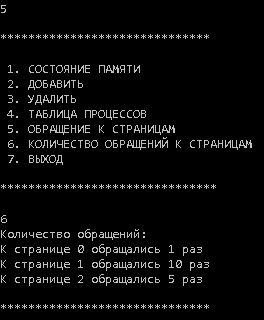 5
******************************
1. СОСТОЯНИЕ ПАМЯТИ
2. ДОБАВИТЬ
3. УДАЛИТЬ
4. ТАБЛИЦА ПРОЦЕССОВ
5. ОБРАЩЕНИЕ К СТРАНИЦАМ
6. КОЛИЧЕСТВО ОБРАЩЕНИЙ К СТРАНИЦАМ
7. ВЫХОД
*******************************
6
Количество обращений:
К странице 0 обращались 1 раз
К странице 1 обращались 10 раз
К странице 2 обращались 5 раз
******************************